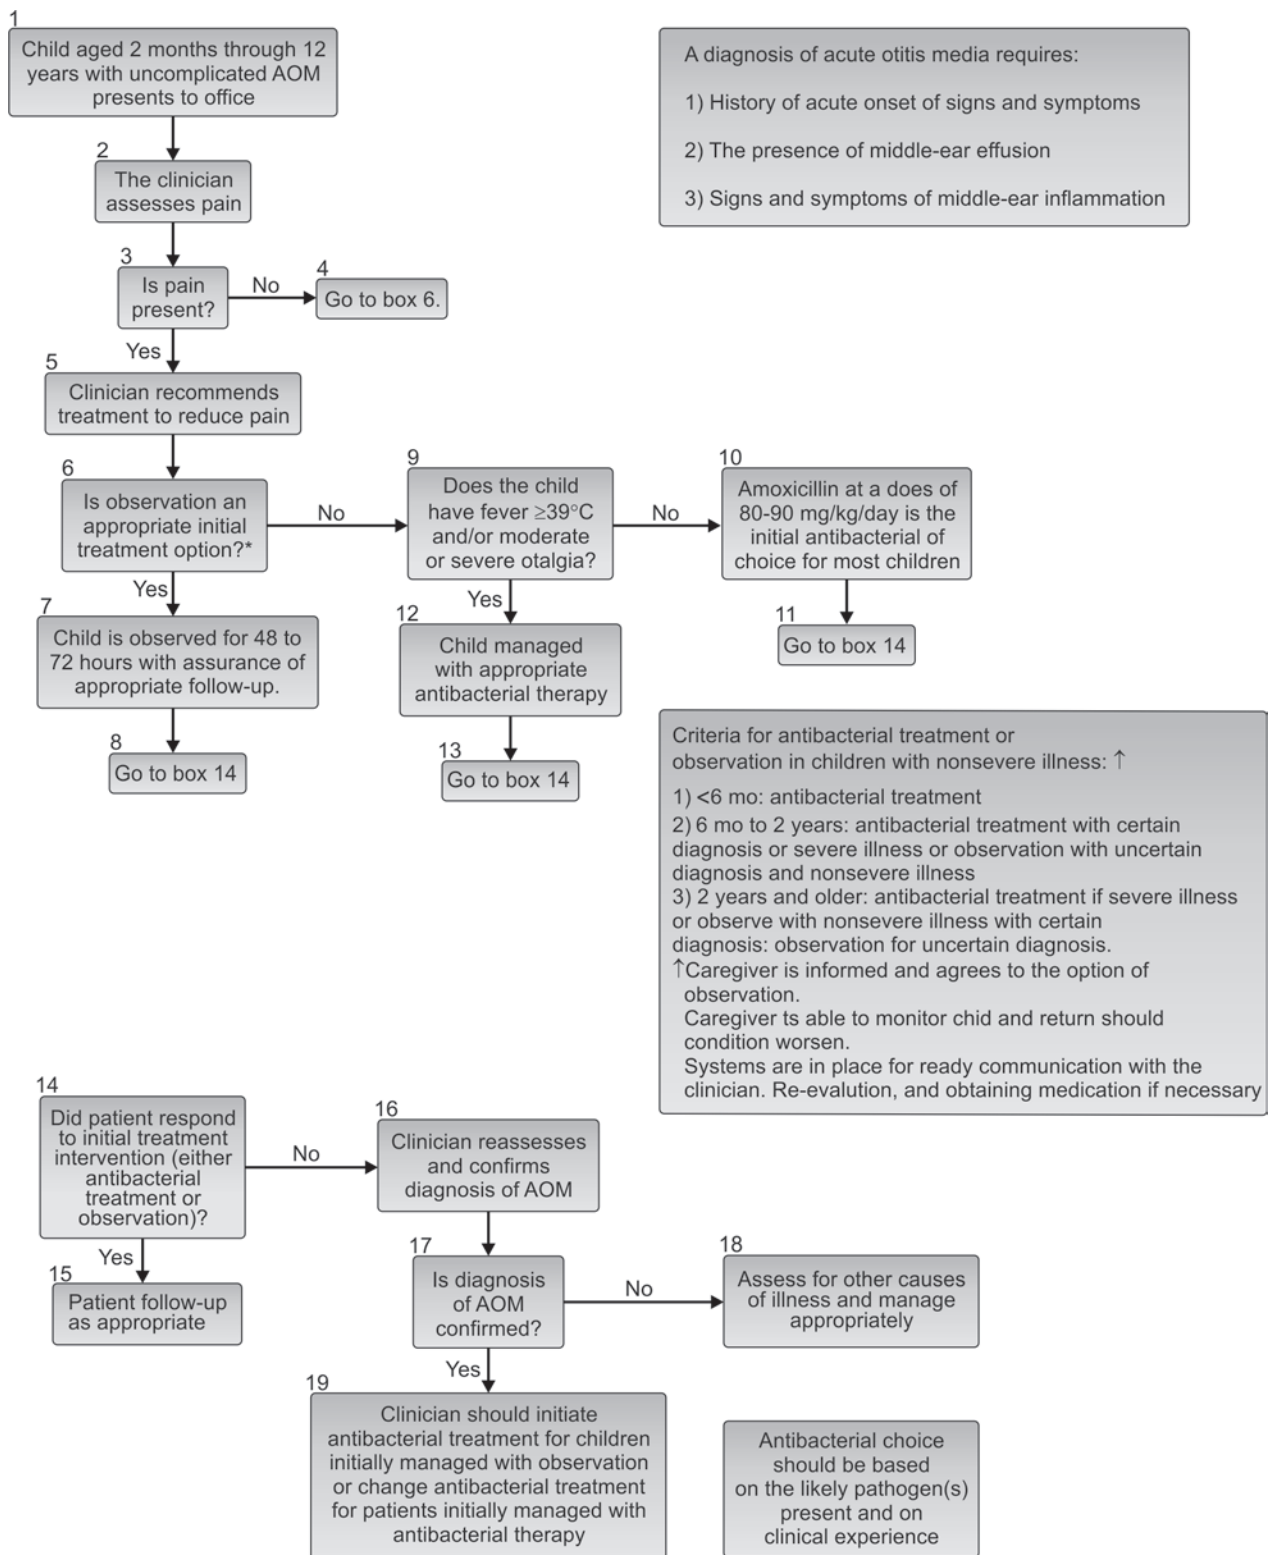 1
Child aged 2 months through 12
years with uncomplicated AOM
presents to office
2
The clinician
assesses pain
3
Is pain
present?
No
4
Go to box 6.
Yes
5
Clinician recommends
treatment to reduce pain
6
Is observation an
appropriate initial
treatment option?*
No
Yes
7
Child is observed for 48 to
72 hours with assurance of
appropriate follow-up.
8
Go to box 14
9
Does the child
have fever ≥39°C
and/or moderate
or severe otalgia?
No
10
Amoxicillin at a does of
80-90 mg/kg/day is the
initial antibacterial of
choice for most children
11
Go to box 14
Yes
12
Child managed
with appropriate
antibacterial therapy
13
Go to box 14
A diagnosis of acute otitis media requires:
1) History of acute onset of signs and symptoms
2) The presence of middle-ear effusion
3) Signs and symptoms of middle-ear inflammation
Criteria for antibacterial treatment or
observation in children with nonsevere illness: ↑
1) <6 mo: antibacterial treatment
2) 6 mo to 2 years: antibacterial treatment with certain
diagnosis or severe illness or observation with uncertain
diagnosis and nonsevere illness
3) 2 years and older: antibacterial treatment if severe illness
or observe with nonsevere illness with certain
diagnosis: observation for uncertain diagnosis.
↑Caregiver is informed and agrees to the option of
observation.
Caregiver ts able to monitor chid and return should
condition worsen.
Systems are in place for ready communication with the
clinician. Re-evalution, and obtaining medication if necessary
14
Did patient respond
to initial treatment
intervention (either
antibacterial
treatment or
observation)?
No
Yes
15
Patient follow-up
as appropriate
16
Clinician reassesses
and confirms
diagnosis of AOM
17
Is diagnosis
of AOM
confirmed?
No
18
Assess for other causes
of illness and manage
appropriately
Yes
19
Clinician should initiate
antibacterial treatment for children
initially managed with observation
or change antibacterial treatment
for patients initially managed with
antibacterial therapy
Antibacterial choice
should be based
on the likely pathogen(s)
present and on
clinical experience